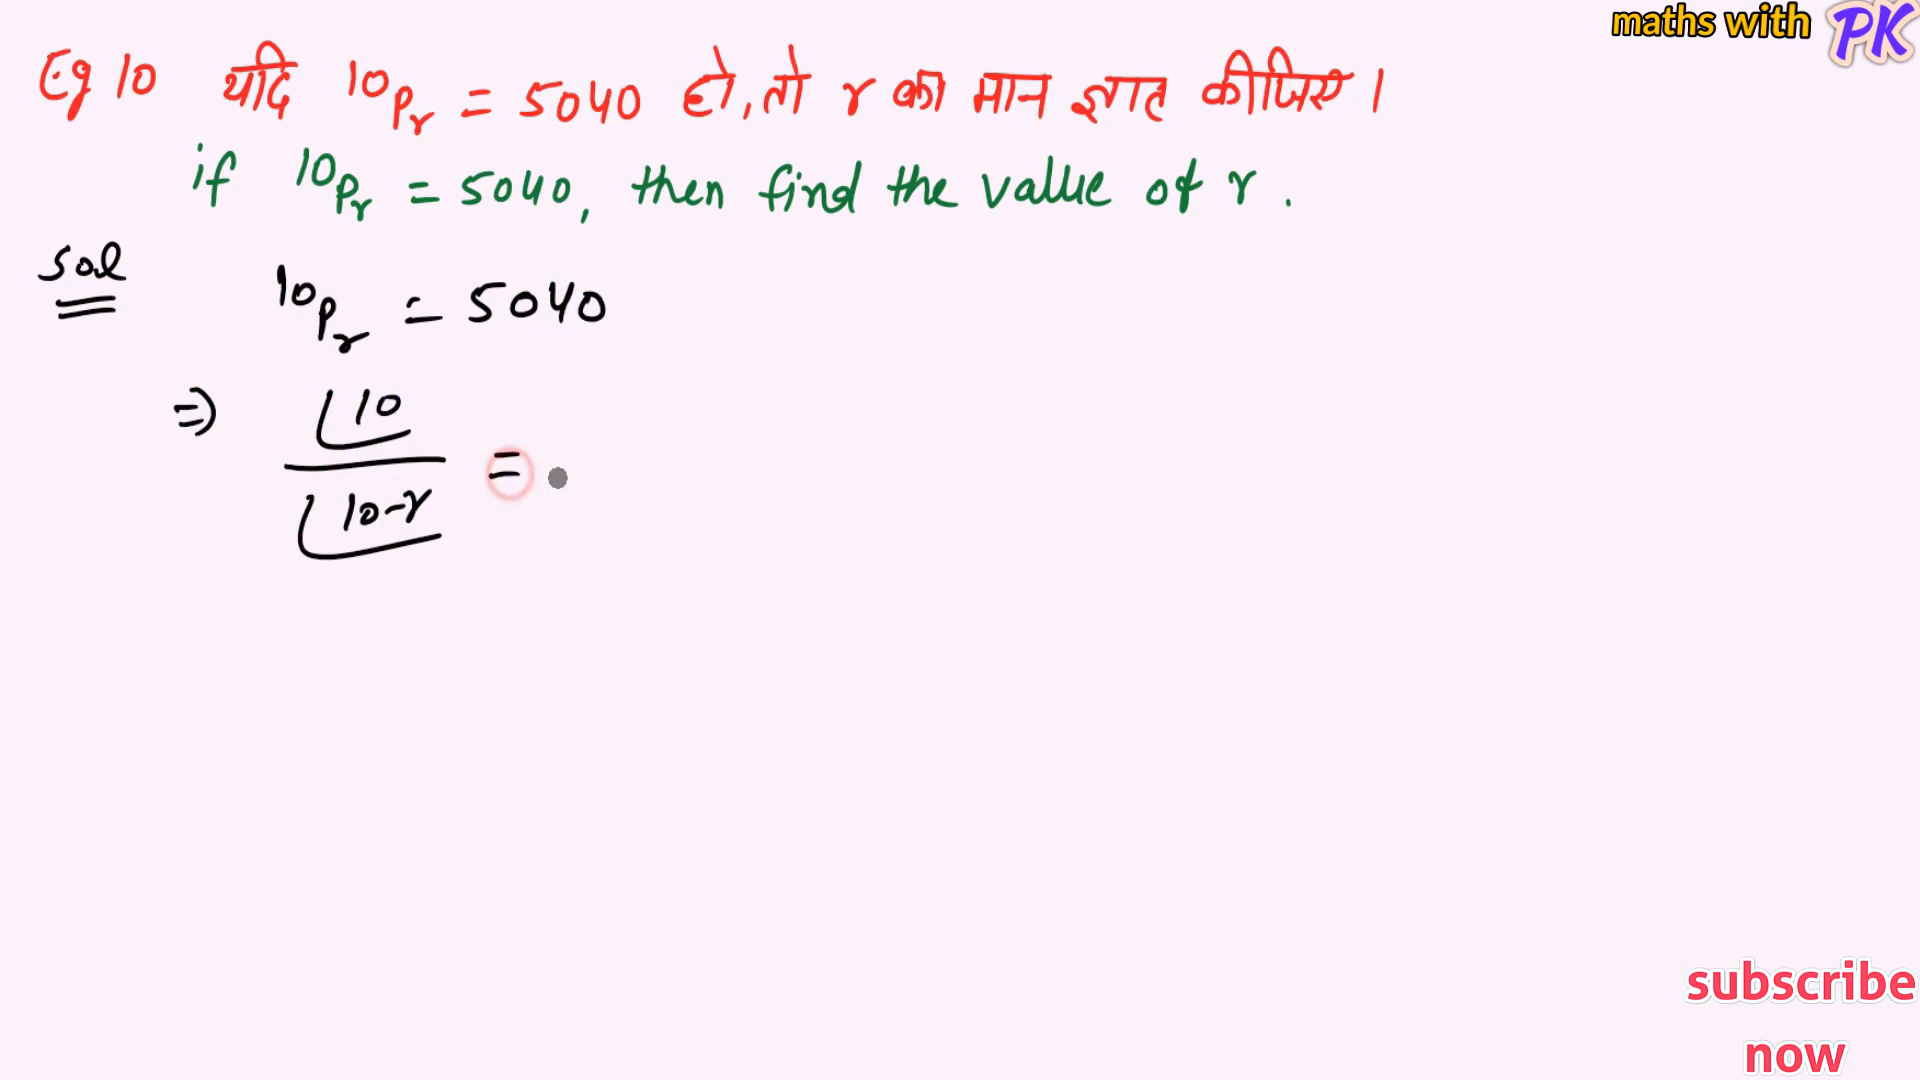 maths with PK
Eg 10 यदि ¹⁰Pᵣ = 5040 हो, तो r का मान ज्ञात कीजिए ।
if ¹⁰Pᵣ = 5040, then find the value of r .
Sol ¹⁰Pᵣ = 5040
⇒ |10 / |10-r =
subscribe
now